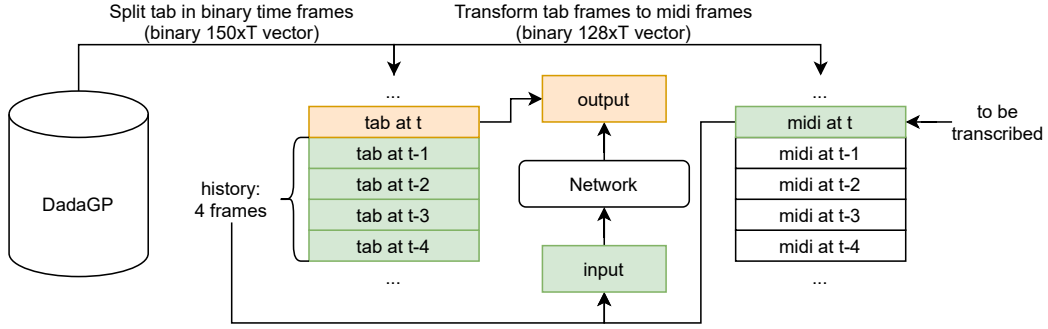 Split tab in binary time frames
(binary 150xT vector)
Transform tab frames to midi frames
(binary 128xT vector)
DadaGP
history:
4 frames
...
tab at t
tab at t-1
tab at t-2
tab at t-3
tab at t-4
...
output
Network
input
...
midi at t
midi at t-1
midi at t-2
midi at t-3
midi at t-4
...
to be
transcribed